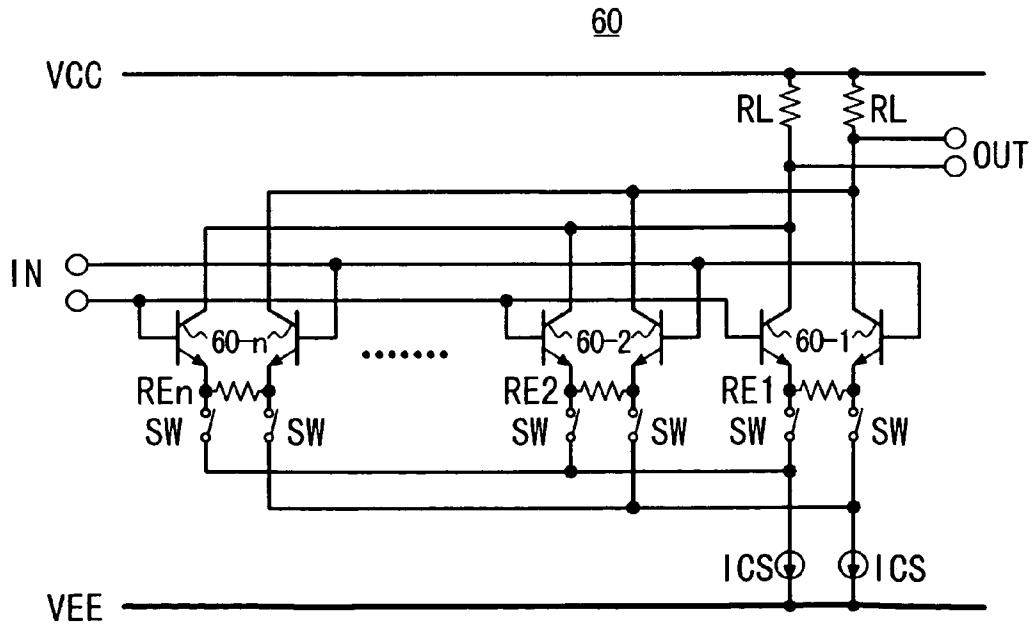 60
VCC
RL RL
OUT
IN
60-n 60-2 60-1
REn RE2 RE1
SW SW SW SW SW SW
ICS ICS
VEE